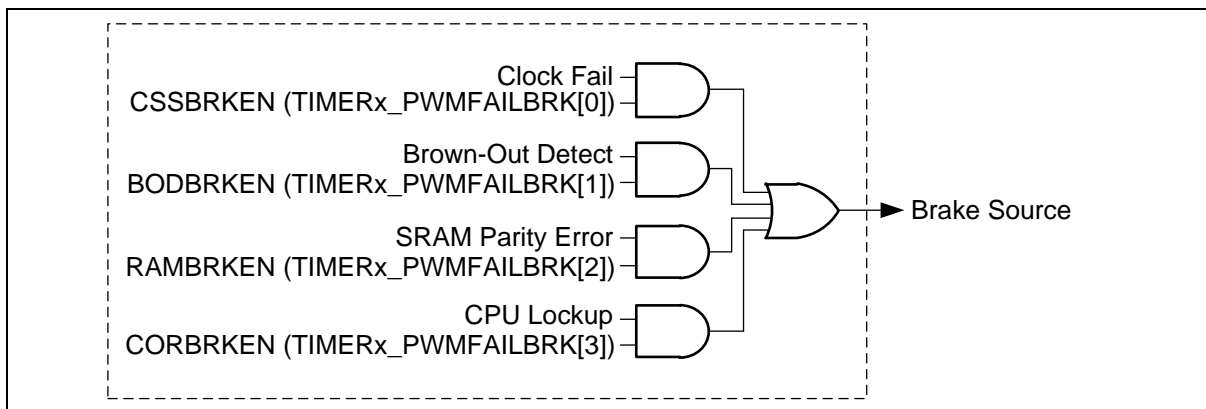 Clock Fail
CSSBRKEN (TIMERx_PWMFAILBRK[0])
Brown-Out Detect
BODBRKEN (TIMERx_PWMFAILBRK[1])
SRAM Parity Error
RAMBRKEN (TIMERx_PWMFAILBRK[2])
CPU Lockup
CORBRKEN (TIMERx_PWMFAILBRK[3])
Brake Source